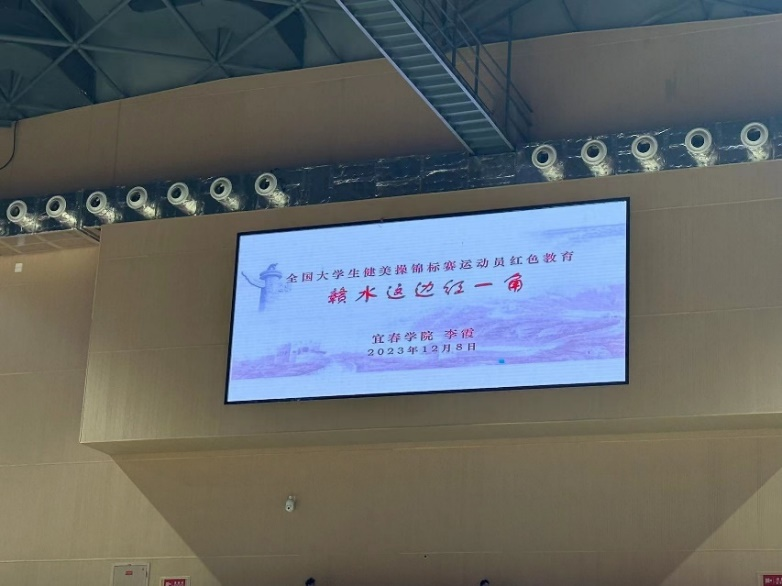 全国大学生健美操锦标赛运动员红色教育
赣水这边红一角
宜春学院 李霞
2023年12月8日